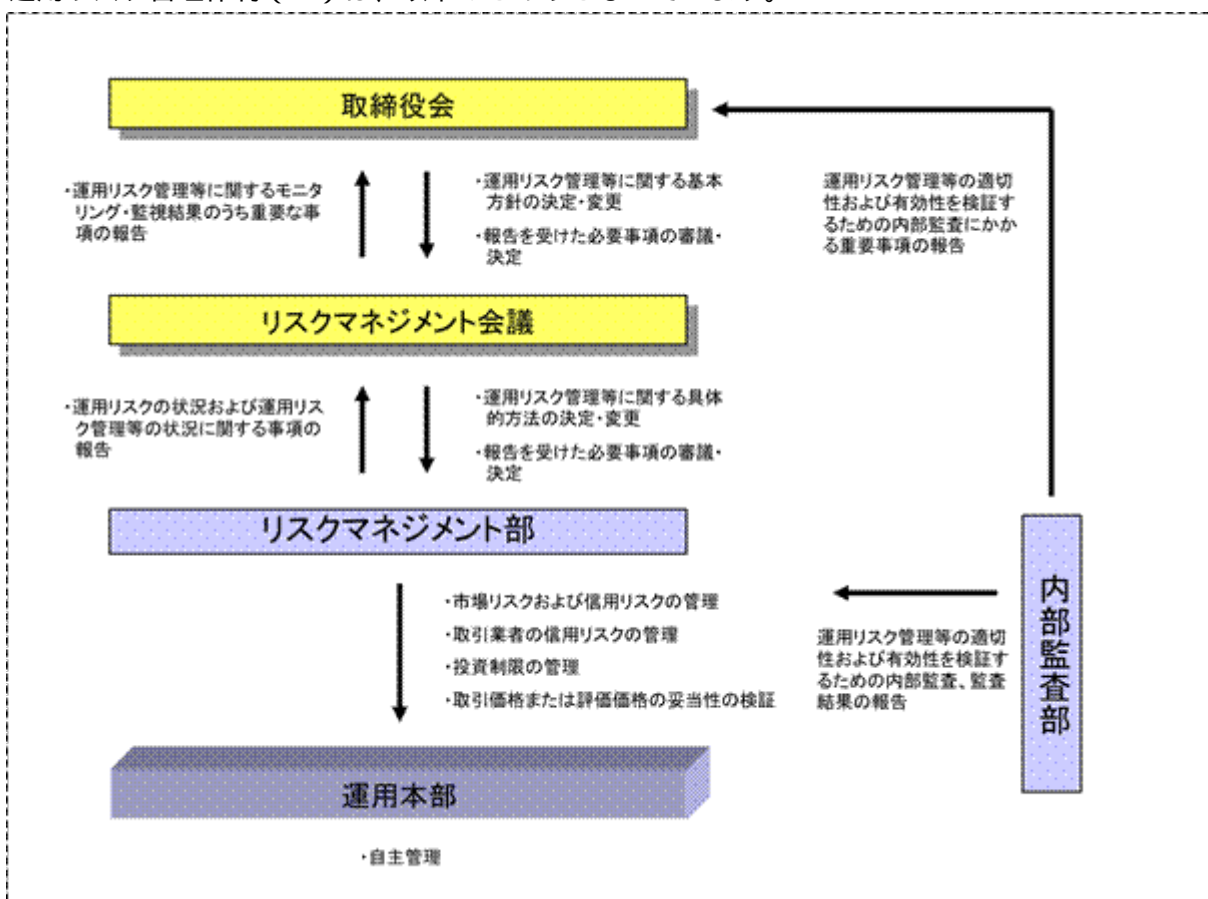 取締役会
・運用リスク管理等に関するモニタ
リング・監視結果のうち重要な事
項の報告
・運用リスク管理等に関する基本
方針の決定・変更
・報告を受けた必要事項の審議・
決定
運用リスク管理等の適切
性および有効性を検証す
るための内部監査にかか
る重要事項の報告
リスクマネジメント会議
・運用リスクの状況および運用リス
ク管理等の状況に関する事項の
報告
・運用リスク管理等に関する具体
的方法の決定・変更
・報告を受けた必要事項の審議・
決定
リスクマネジメント部
・市場リスクおよび信用リスクの管理
・取引業者の信用リスクの管理
・投資制限の管理
・取引価格または評価価格の妥当性の検証
運用リスク管理等の適切
性および有効性を検証す
るための内部監査、監査
結果の報告
内部監査部
運用本部
・自主管理